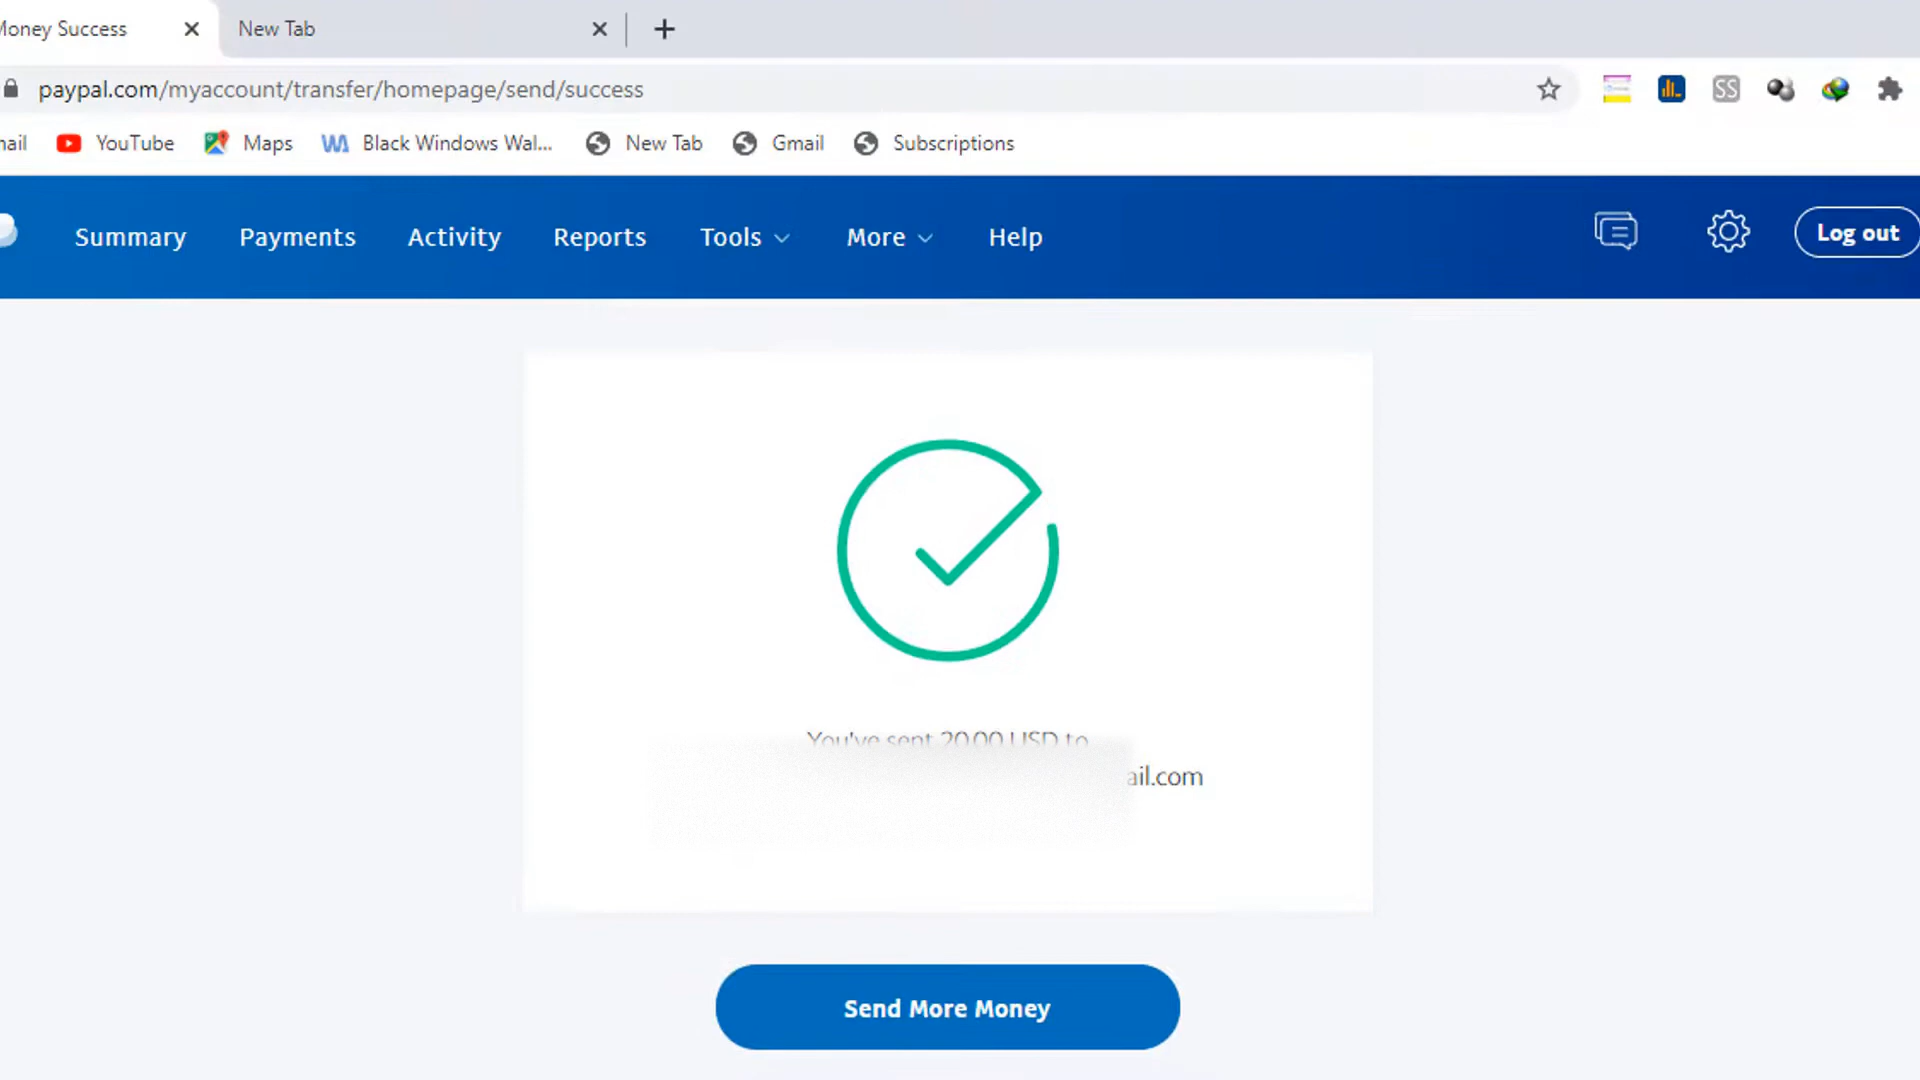 Money Success
New Tab
paypal.com/myaccount/transfer/homepage/send/success
YouTube
Maps
Black Windows Wal...
New Tab
Gmail
Subscriptions
Summary
Payments
Activity
Reports
Tools
More
Help
Log out
You've sent 20.00 USD to
ail.com
Send More Money